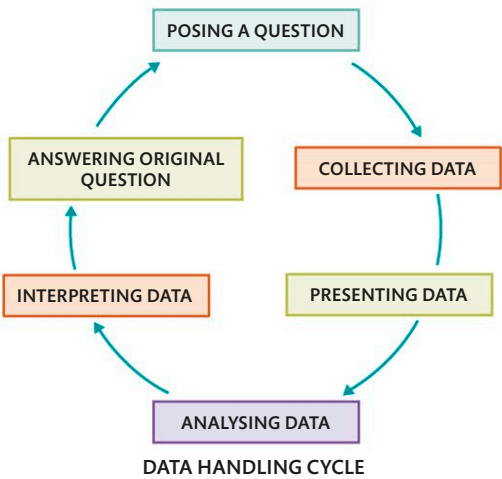 POSING A QUESTION
COLLECTING DATA
PRESENTING DATA
ANALYSING DATA
INTERPRETING DATA
ANSWERING ORIGINAL
QUESTION
DATA HANDLING CYCLE